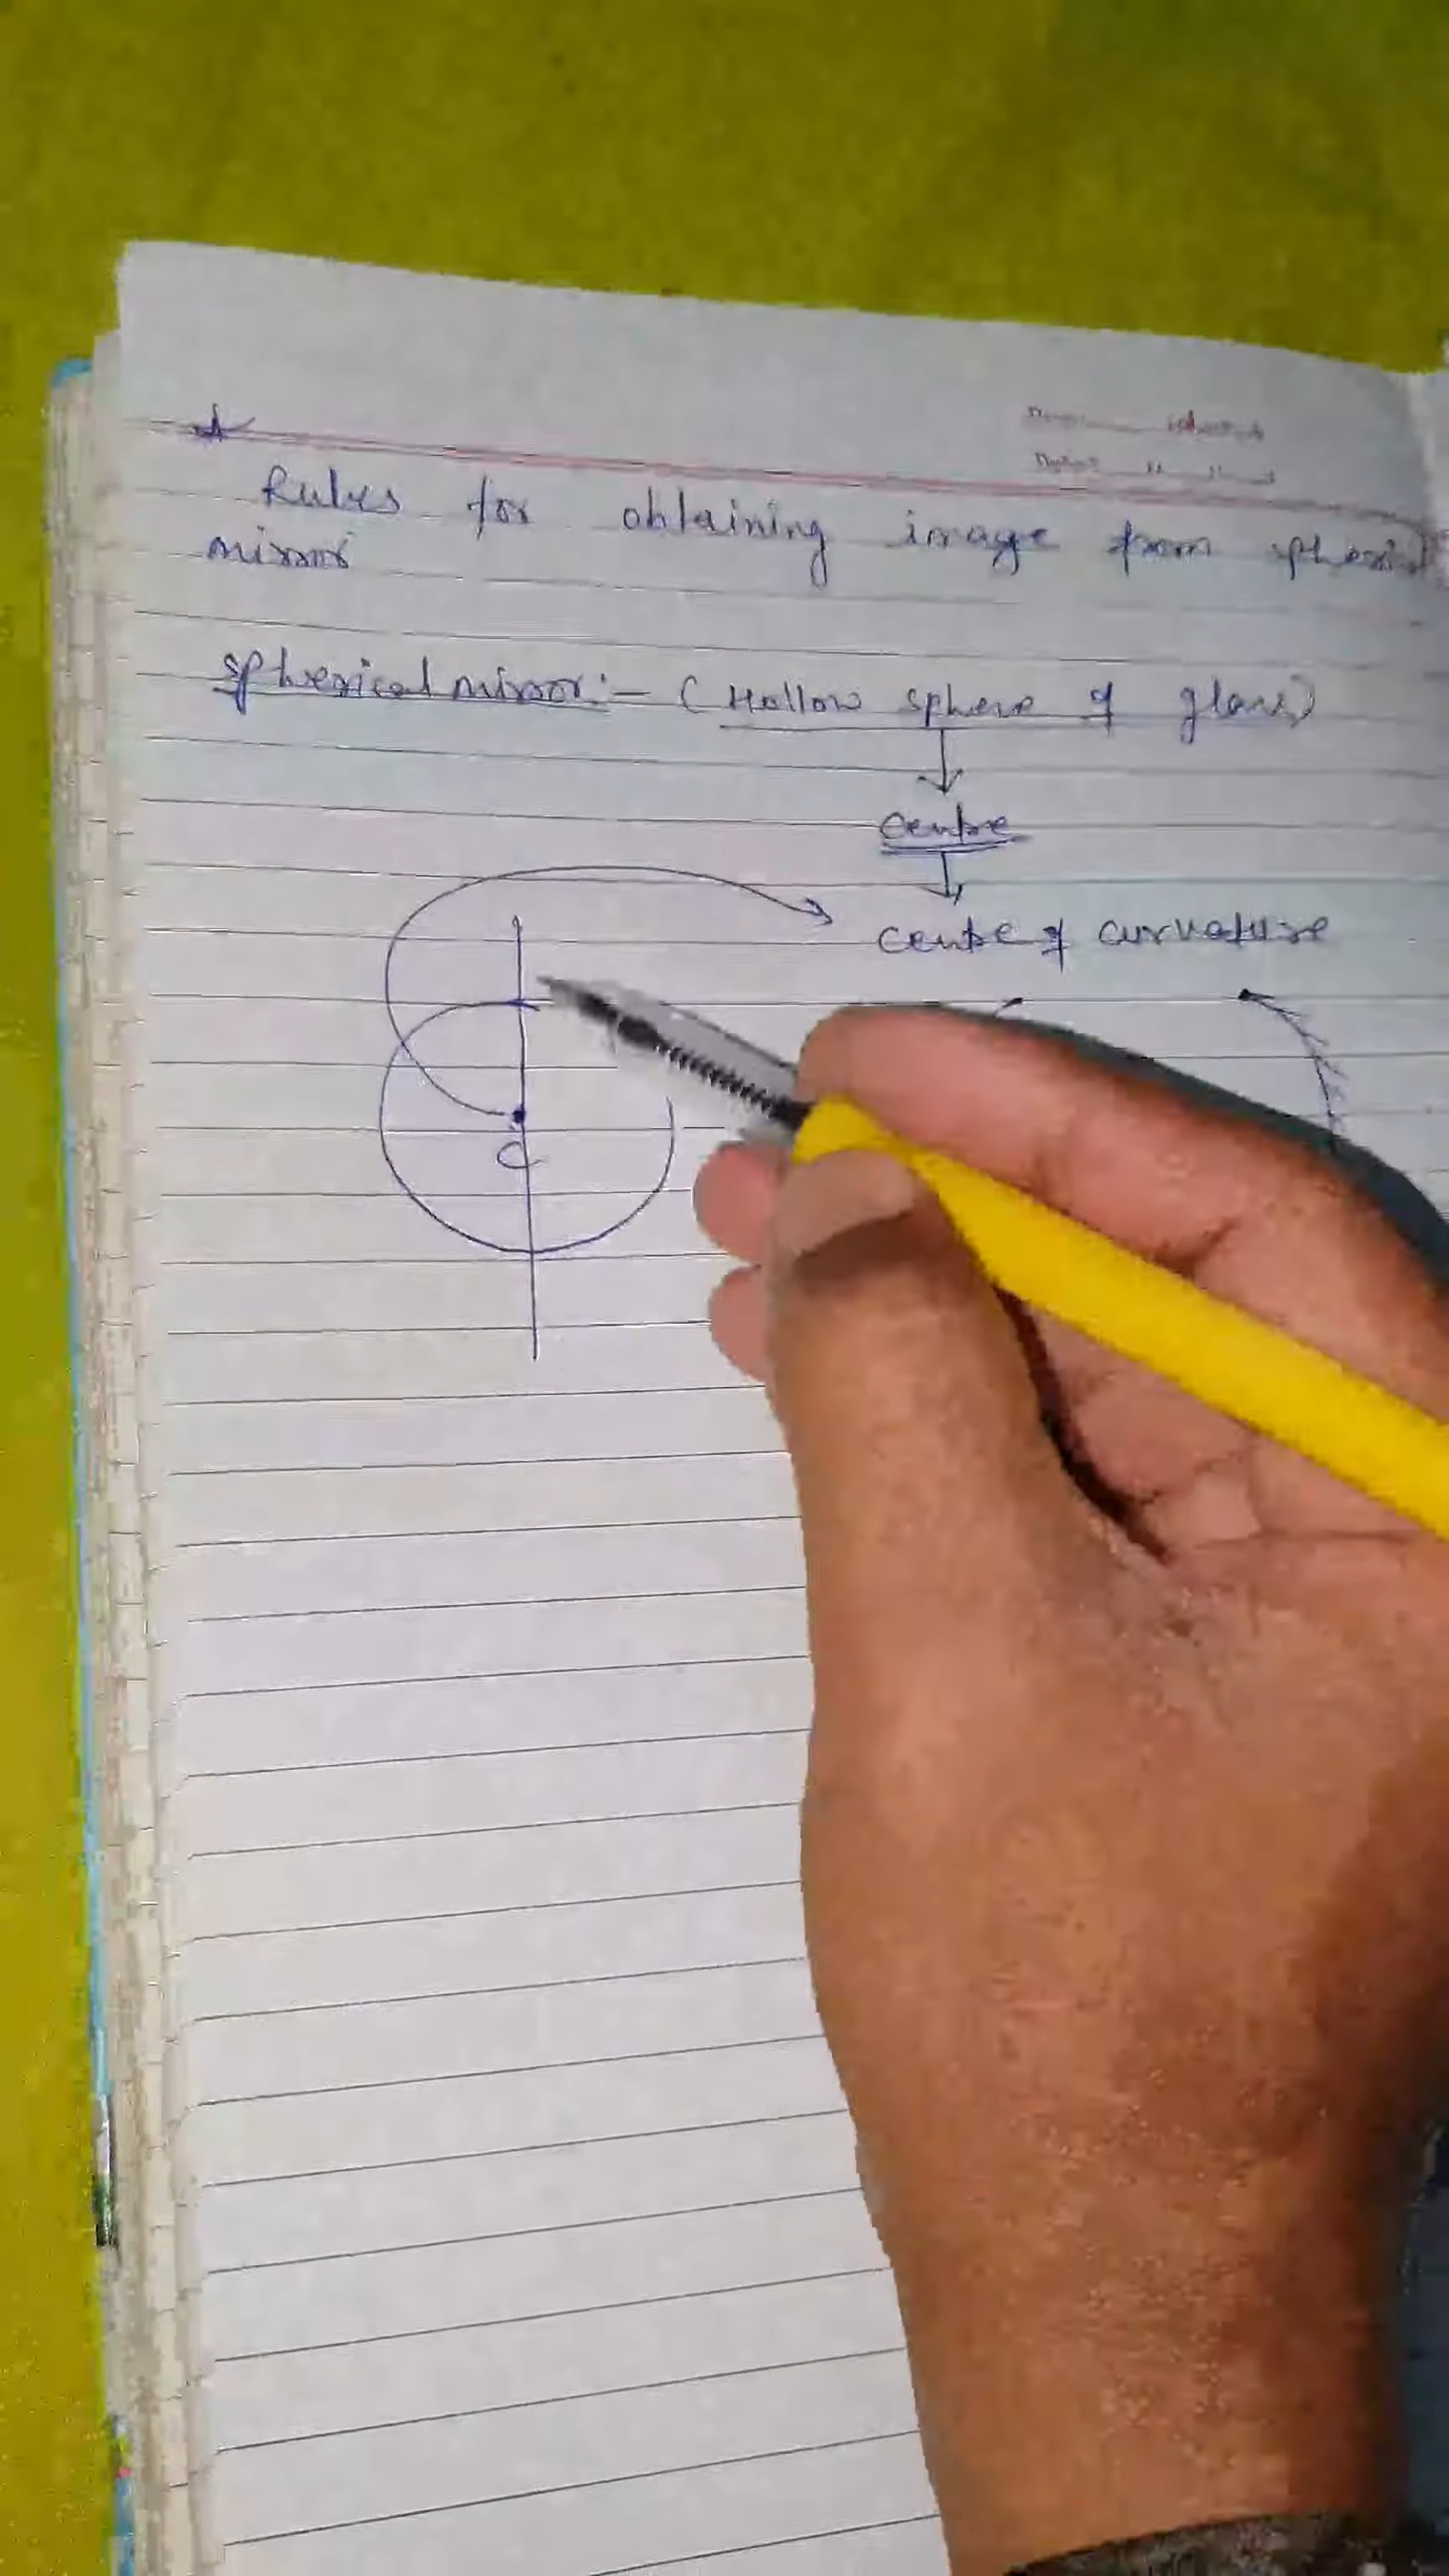 Rules for obtaining image from spherical
mirror
spherical mirror :- (Hollow sphere of glass)
centre
centre of curvature
C